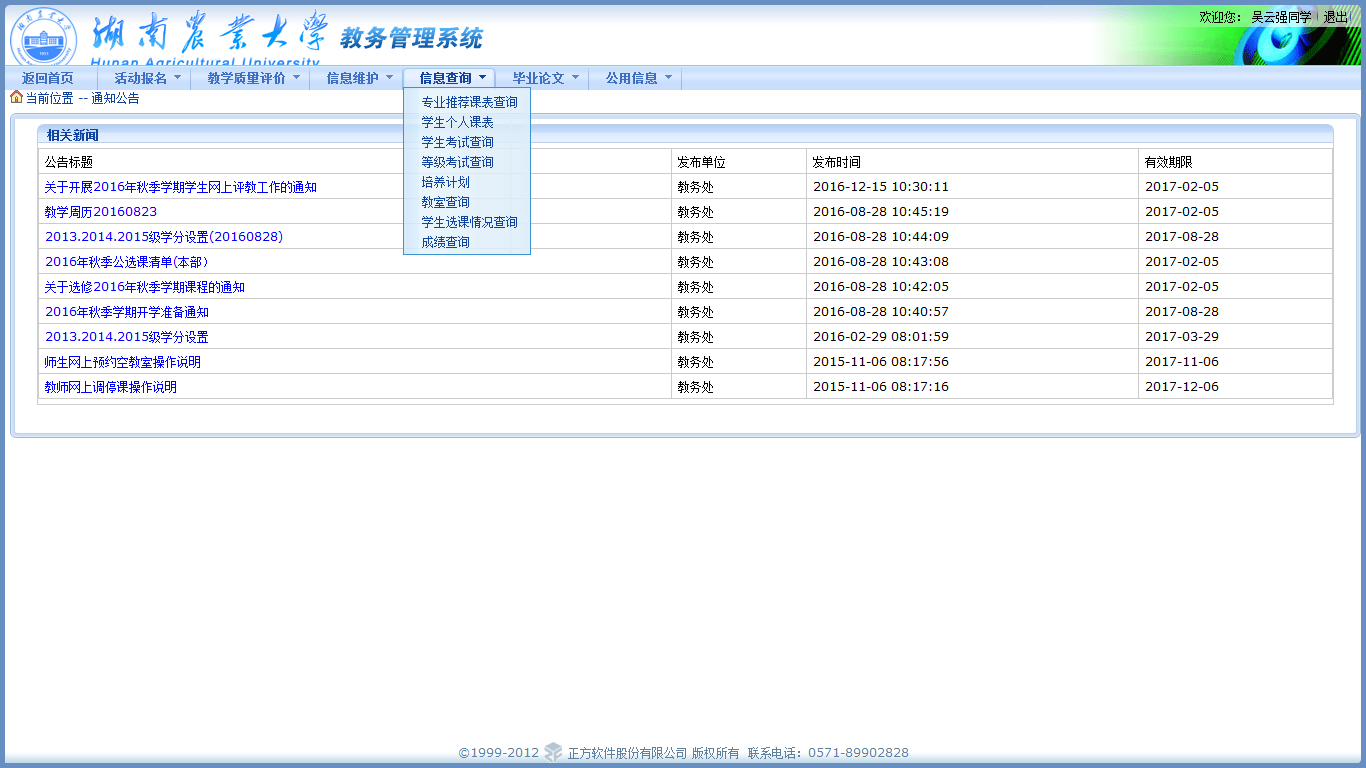 欢迎您： 吴云强同学 退出
湖南农业大学 教务管理系统
Hunan Agricultural University
返回首页 活动报名 教学质量评价 信息维护 信息查询 毕业论文 公用信息
当前位置 -- 通知公告
专业推荐课表查询
学生个人课表
学生考试查询
等级考试查询
培养计划
教室查询
学生选课情况查询
成绩查询
相关新闻
公告标题 发布单位 发布时间 有效期限
关于开展2016年秋季学期学生网上评教工作的通知 教务处 2016-12-15 10:30:11 2017-02-05
教学周历20160823 教务处 2016-08-28 10:45:19 2017-02-05
2013.2014.2015级学分设置(20160828) 教务处 2016-08-28 10:44:09 2017-08-28
2016年秋季公选课清单(本部） 教务处 2016-08-28 10:43:08 2017-02-05
关于选修2016年秋季学期课程的通知 教务处 2016-08-28 10:42:05 2017-02-05
2016年秋季学期开学准备通知 教务处 2016-08-28 10:40:57 2017-08-28
2013.2014.2015级学分设置 教务处 2016-02-29 08:01:59 2017-03-29
师生网上预约空教室操作说明 教务处 2015-11-06 08:17:56 2017-11-06
教师网上调停课操作说明 教务处 2015-11-06 08:17:16 2017-12-06
©1999-2012 正方软件股份有限公司 版权所有 联系电话：0571-89902828